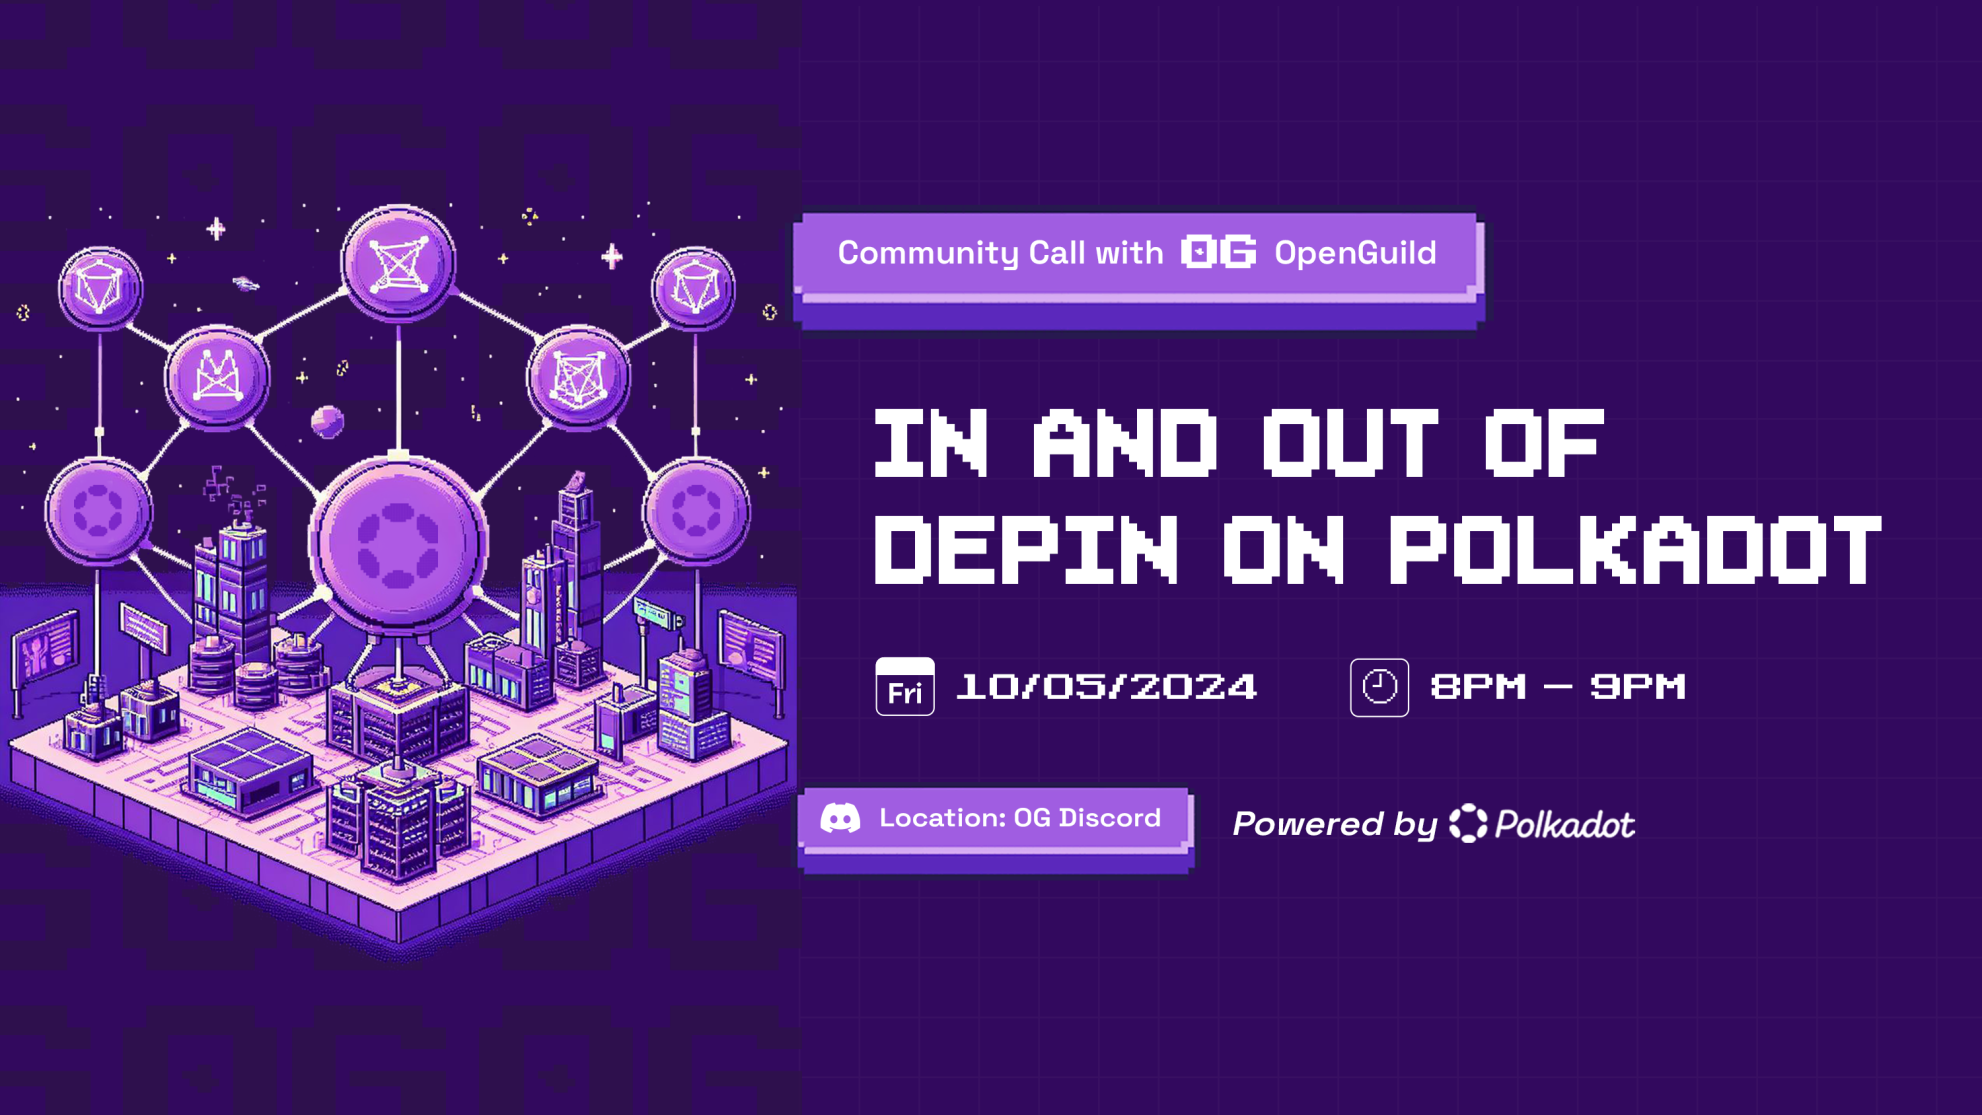 Community Call with OG OpenGuild
IN AND OUT OF
DEPIN ON POLKADOT
Fri 10/05/2024 8PM — 9PM
Location: OG Discord
Powered by Polkadot